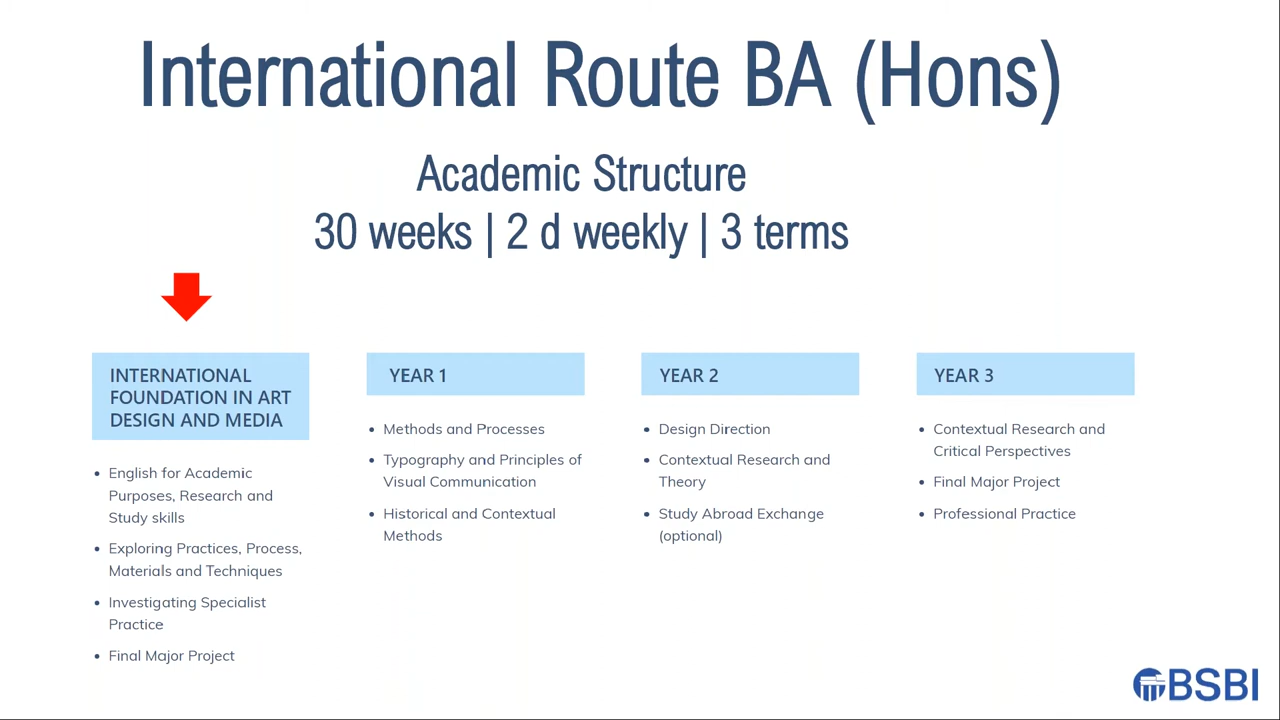 International Route BA (Hons)
Academic Structure
30 weeks | 2 d weekly | 3 terms
INTERNATIONAL
FOUNDATION IN ART
DESIGN AND MEDIA
• English for Academic
Purposes, Research and
Study skills
• Exploring Practices, Process,
Materials and Techniques
• Investigating Specialist
Practice
• Final Major Project
YEAR 1
• Methods and Processes
• Typography and Principles of
Visual Communication
• Historical and Contextual
Methods
YEAR 2
• Design Direction
• Contextual Research and
Theory
• Study Abroad Exchange
(optional)
YEAR 3
• Contextual Research and
Critical Perspectives
• Final Major Project
• Professional Practice
BSBI